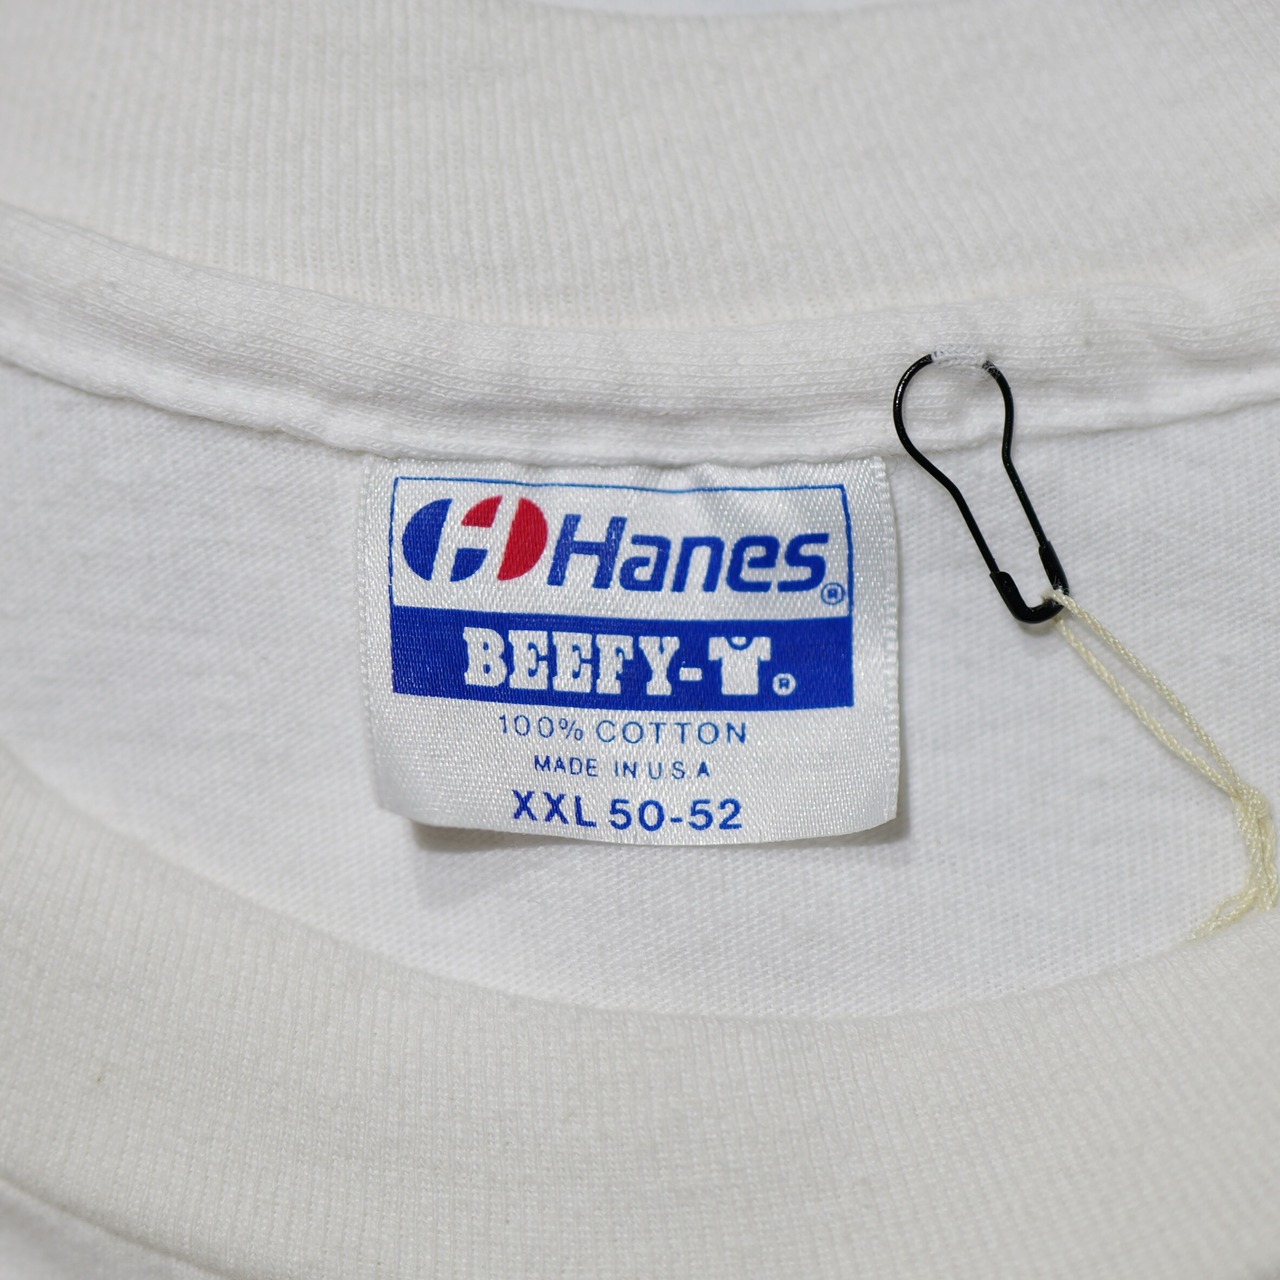 Hanes®
BEEFY-T®
100% COTTON
MADE IN U.S.A
XXL 50-52